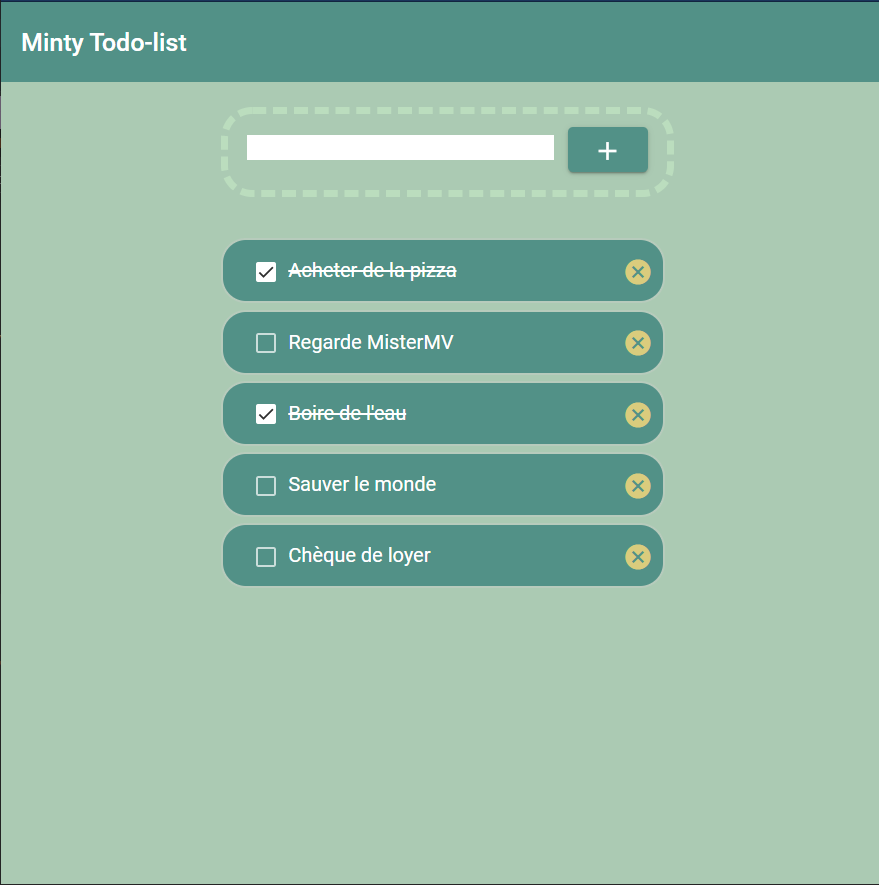 Minty Todo-list
Acheter de la pizza
Regarde MisterMV
Boire de l'eau
Sauver le monde
Chèque de loyer